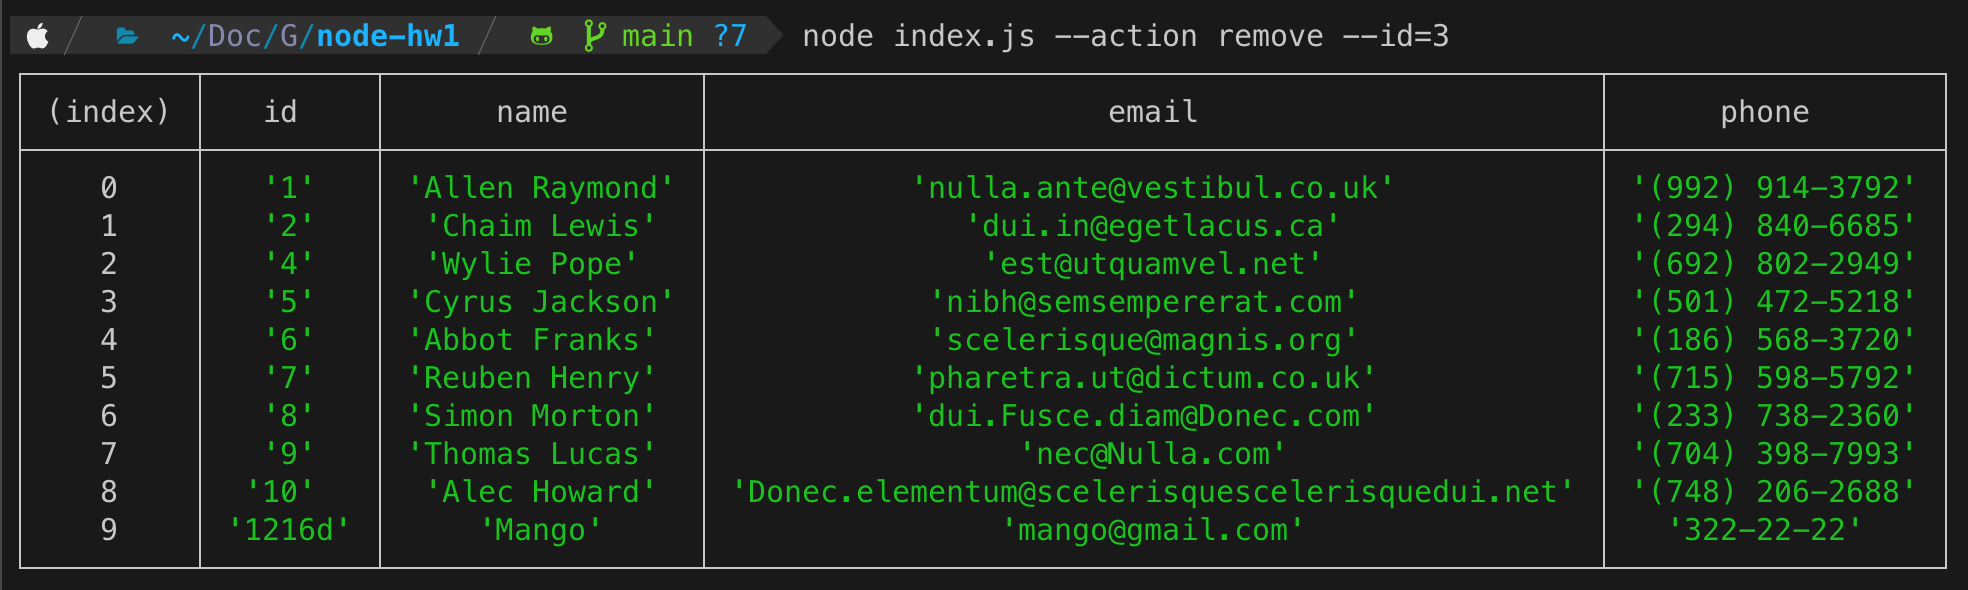 ~/Doc/G/node-hw1 main ?7 node index.js --action remove --id=3
(index) id name email phone
0 '1' 'Allen Raymond' 'nulla.ante@vestibul.co.uk' '(992) 914-3792'
1 '2' 'Chaim Lewis' 'dui.in@egetlacus.ca' '(294) 840-6685'
2 '4' 'Wylie Pope' 'est@utquamvel.net' '(692) 802-2949'
3 '5' 'Cyrus Jackson' 'nibh@semsempererat.com' '(501) 472-5218'
4 '6' 'Abbot Franks' 'scelerisque@magnis.org' '(186) 568-3720'
5 '7' 'Reuben Henry' 'pharetra.ut@dictum.co.uk' '(715) 598-5792'
6 '8' 'Simon Morton' 'dui.Fusce.diam@Donec.com' '(233) 738-2360'
7 '9' 'Thomas Lucas' 'nec@Nulla.com' '(704) 398-7993'
8 '10' 'Alec Howard' 'Donec.elementum@scelerisquescelerisquedui.net' '(748) 206-2688'
9 '1216d' 'Mango' 'mango@gmail.com' '322-22-22'